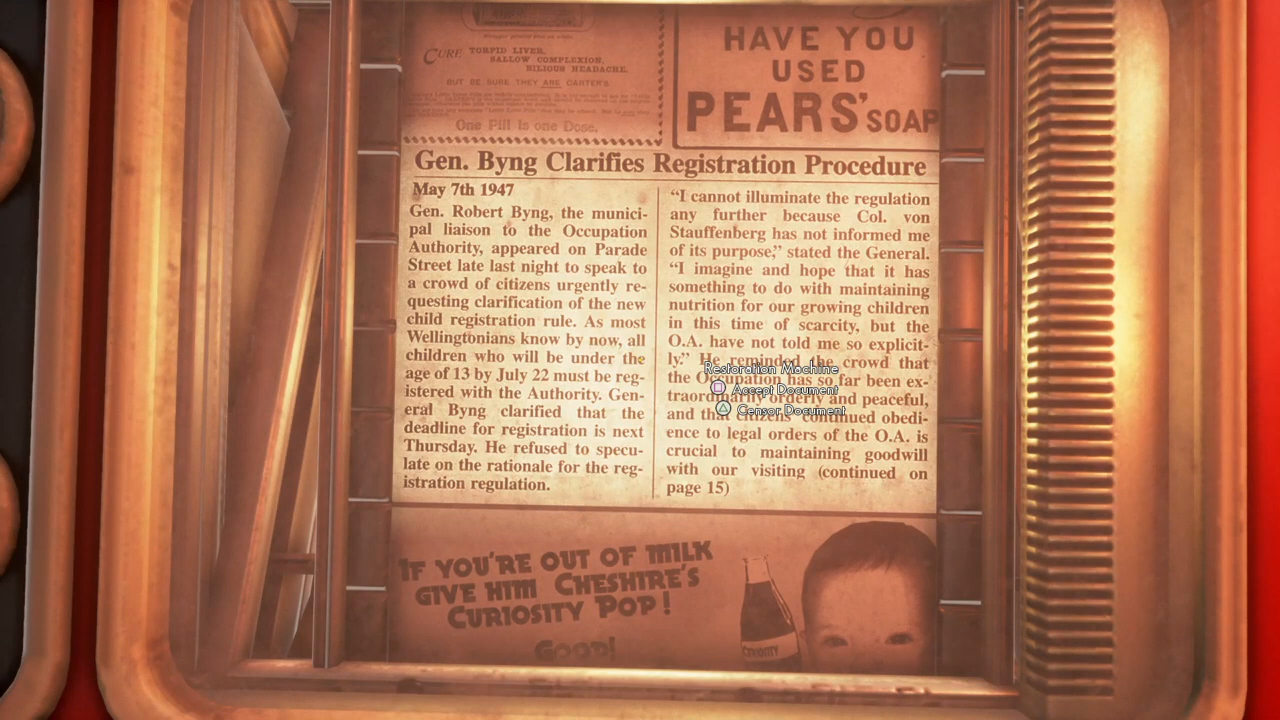 CURE TORPID LIVER,
SALLOW COMPLEXION,
BILIOUS HEADACHE.
BUT BE SURE THEY ARE CARTER'S.
One Pill is one Dose.
HAVE YOU
USED
PEARS' SOAP
Gen. Byng Clarifies Registration Procedure
May 7th 1947
Gen. Robert Byng, the munici-
pal liaison to the Occupation
Authority, appeared on Parade
Street late last night to speak to
a crowd of citizens urgently re-
questing clarification of the new
child registration rule. As most
Wellingtonians know by now, all
children who will be under the
age of 13 by July 22 must be reg-
istered with the Authority. Gen-
eral Byng clarified that the
deadline for registration is next
Thursday. He refused to specu-
late on the rationale for the reg-
istration regulation.
“I cannot illuminate the regulation
any further because Col. von
Stauffenberg has not informed me
of its purpose,” stated the General.
“I imagine and hope that it has
something to do with maintaining
nutrition for our growing children
in this time of scarcity, but the
O.A. have not told me so explicit-
ly.” He reminded the crowd that
the Occupation has so far been ex-
traordinarily orderly and peaceful,
and that citizens' continued obedi-
ence to legal orders of the O.A. is
crucial to maintaining goodwill
with our visiting (continued on
page 15)
Restoration Machine
Accept Document
Censor Document
IF YOU'RE OUT OF MILK
GIVE HIM CHESHIRE'S
CURIOSITY POP!
GOOD!
CURIOSITY